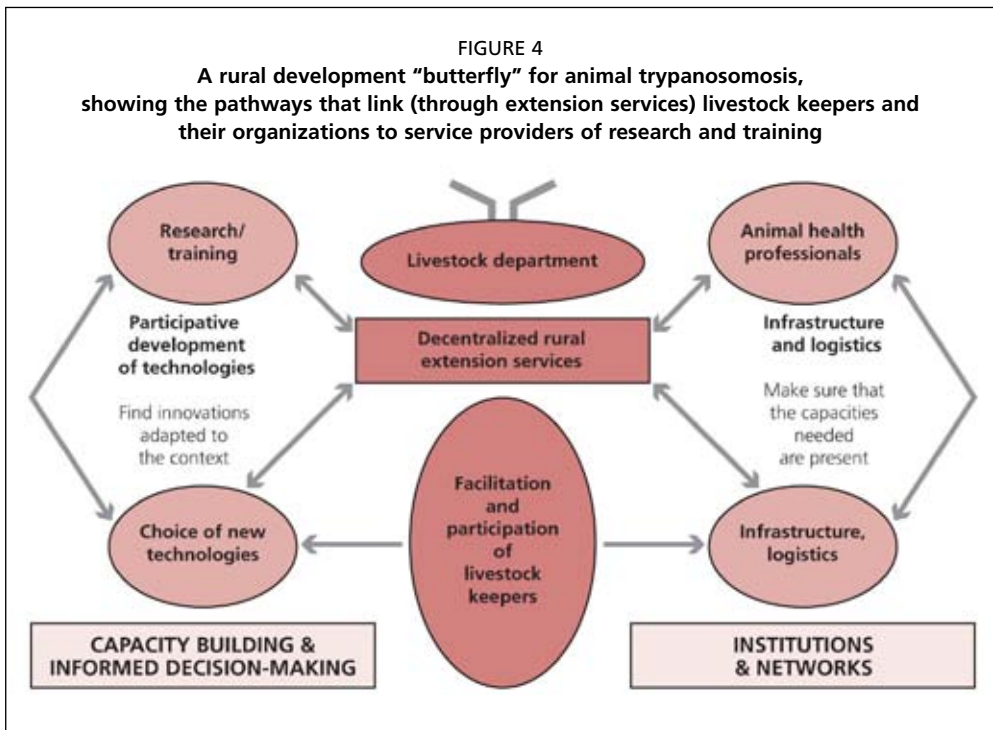 FIGURE 4
A rural development “butterfly” for animal trypanosomosis,
showing the pathways that link (through extension services) livestock keepers and
their organizations to service providers of research and training
Research/
training
Livestock department
Animal health
professionals
Participative
development
of technologies
Decentralized rural
extension services
Infrastructure
and logistics
Find innovations
adapted to
the context
Make sure that
the capacities
needed
are present
Facilitation
and
participation
of
livestock
keepers
Choice of new
technologies
Infrastructure,
logistics
CAPACITY BUILDING &
INFORMED DECISION-MAKING
INSTITUTIONS
& NETWORKS